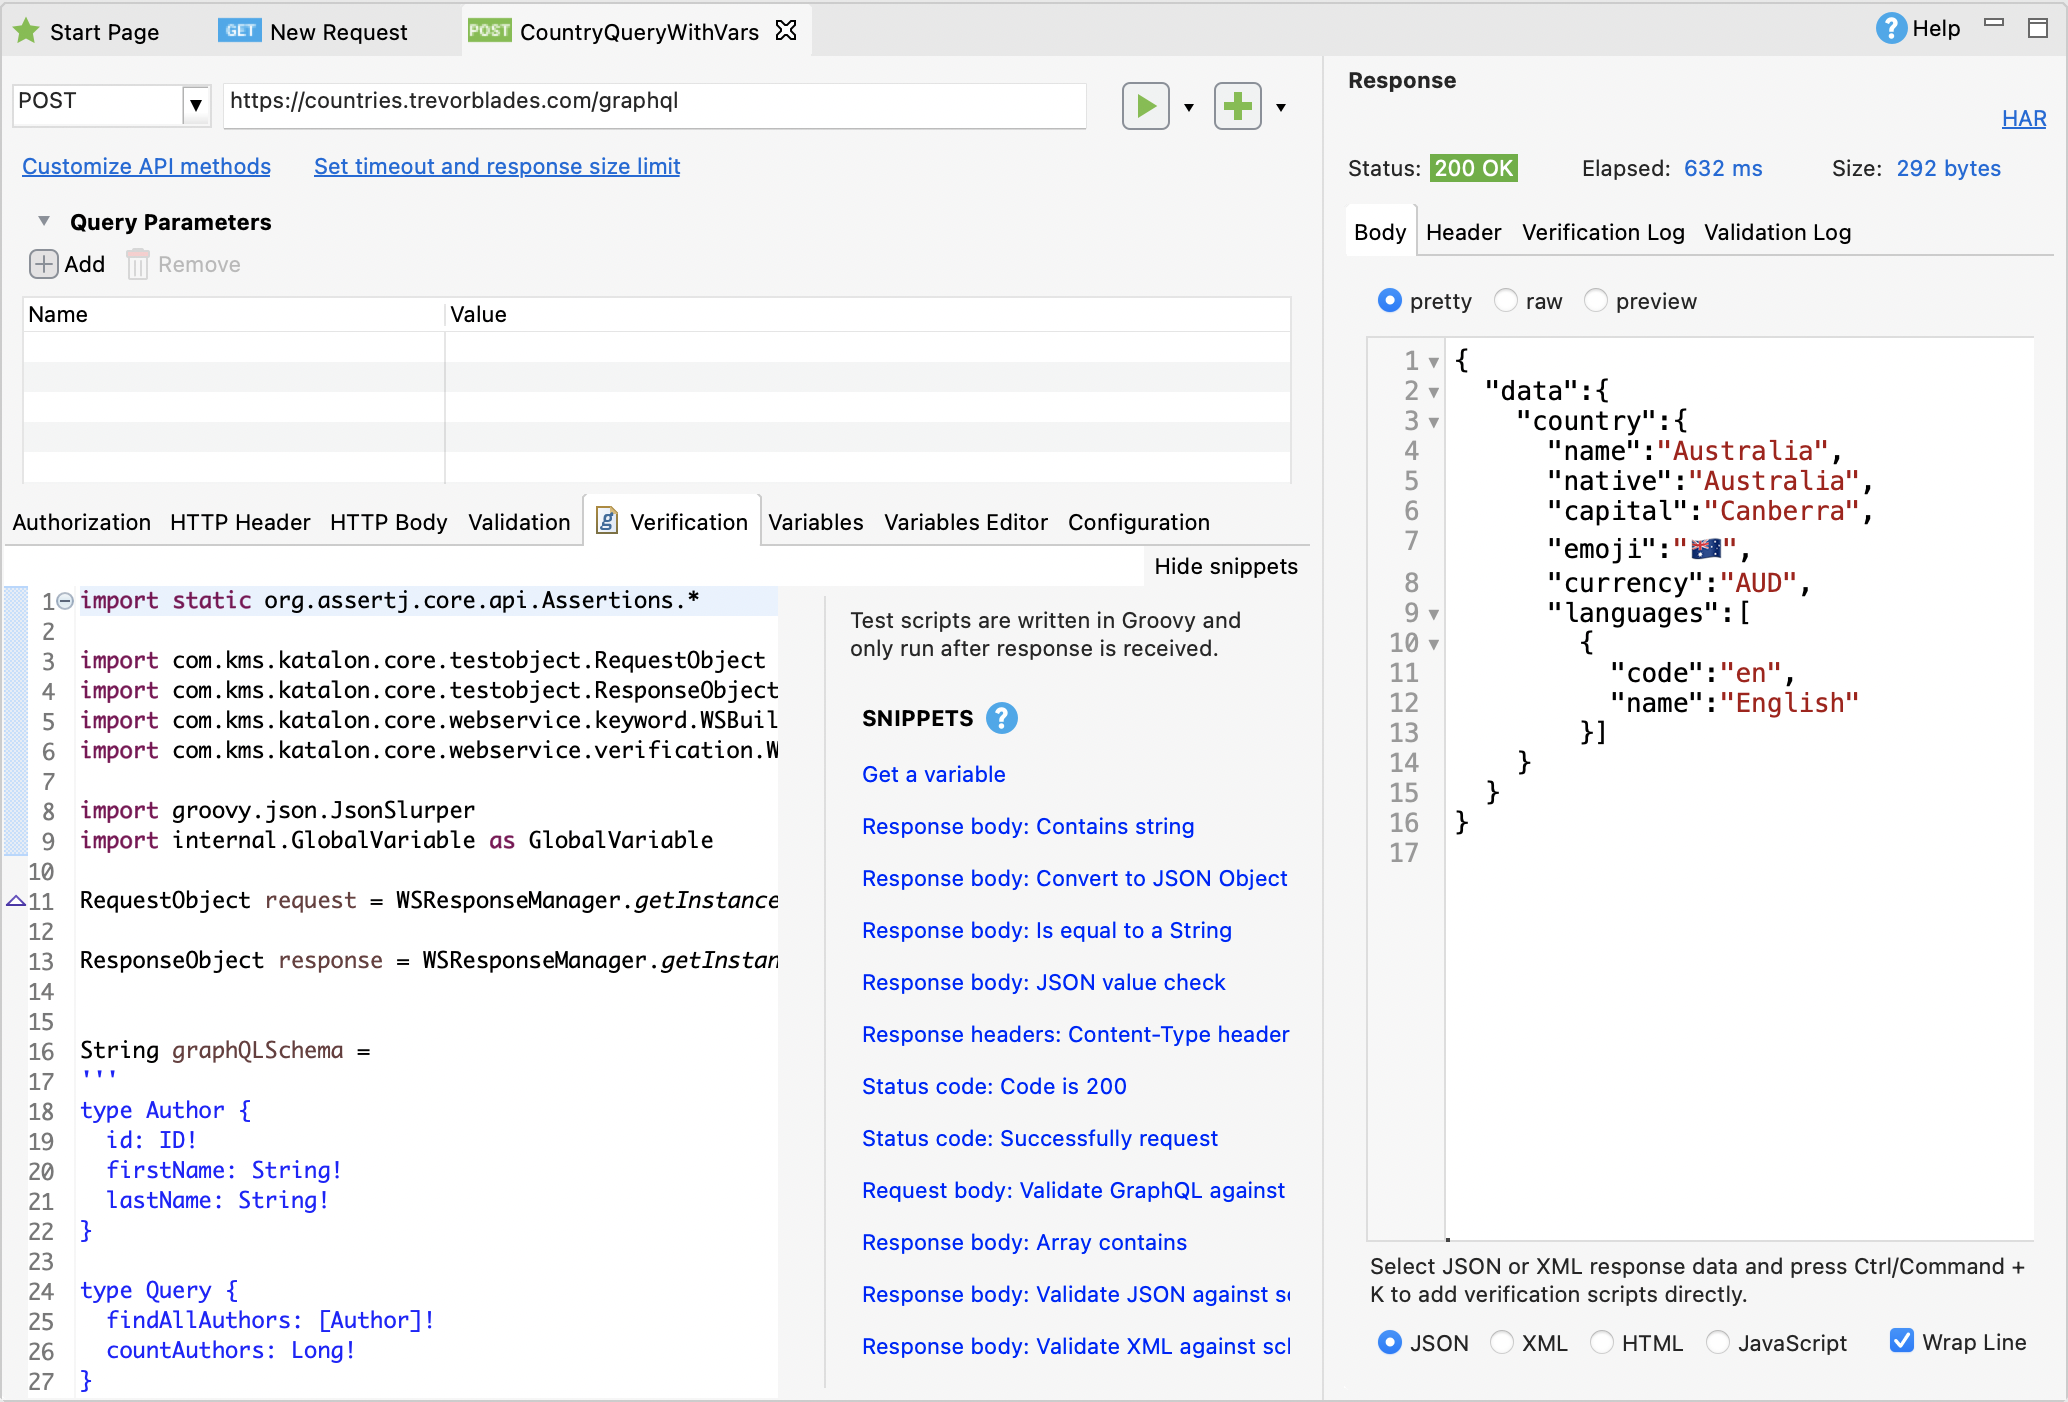 Start Page
GET New Request
POST CountryQueryWithVars
? Help
POST
https://countries.trevorblades.com/graphql
Customize API methods
Set timeout and response size limit
Query Parameters
Add
Remove
Name Value
Authorization HTTP Header HTTP Body Validation Verification Variables Variables Editor Configuration
Hide snippets
1 import static org.assertj.core.api.Assertions.*
2
3 import com.kms.katalon.core.testobject.RequestObject
4 import com.kms.katalon.core.testobject.ResponseObject
5 import com.kms.katalon.core.webservice.keyword.WSBuil
6 import com.kms.katalon.core.webservice.verification.W
7
8 import groovy.json.JsonSlurper
9 import internal.GlobalVariable as GlobalVariable
10
11 RequestObject request = WSResponseManager.getInstance
12
13 ResponseObject response = WSResponseManager.getInstan
14
15
16 String graphQLSchema =
17 '''
18 type Author {
19 id: ID!
20 firstName: String!
21 lastName: String!
22 }
23
24 type Query {
25 findAllAuthors: [Author]!
26 countAuthors: Long!
27 }
Test scripts are written in Groovy and
only run after response is received.
SNIPPETS ?
Get a variable
Response body: Contains string
Response body: Convert to JSON Object
Response body: Is equal to a String
Response body: JSON value check
Response headers: Content-Type header
Status code: Code is 200
Status code: Successfully request
Request body: Validate GraphQL against
Response body: Array contains
Response body: Validate JSON against s
Response body: Validate XML against scl
Response
HAR
Status: 200 OK Elapsed: 632 ms Size: 292 bytes
Body Header Verification Log Validation Log
pretty raw preview
1 {
2 "data":{
3 "country":{
4 "name":"Australia",
5 "native":"Australia",
6 "capital":"Canberra",
7 "emoji":"🇦🇺",
8 "currency":"AUD",
9 "languages":[
10 {
11 "code":"en",
12 "name":"English"
13 }]
14 }
15 }
16 }
17
Select JSON or XML response data and press Ctrl/Command +
K to add verification scripts directly.
JSON XML HTML JavaScript Wrap Line